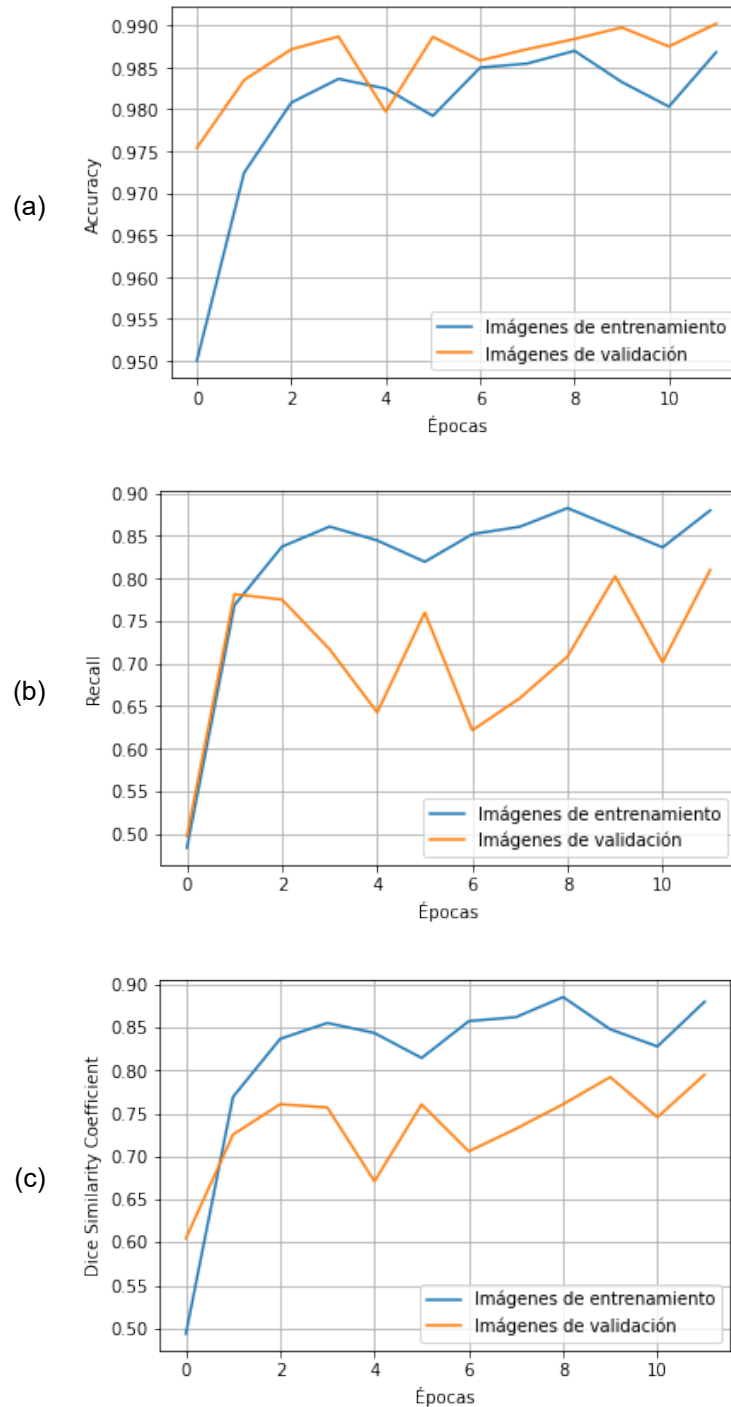 (a)
Accuracy
0.990
0.985
0.980
0.975
0.970
0.965
0.960
0.955
0.950
Imágenes de entrenamiento
Imágenes de validación
0 2 4 6 8 10
Épocas
(b)
Recall
0.90
0.85
0.80
0.75
0.70
0.65
0.60
0.55
0.50
Imágenes de entrenamiento
Imágenes de validación
0 2 4 6 8 10
Épocas
(c)
Dice Similarity Coefficient
0.90
0.85
0.80
0.75
0.70
0.65
0.60
0.55
0.50
Imágenes de entrenamiento
Imágenes de validación
0 2 4 6 8 10
Épocas